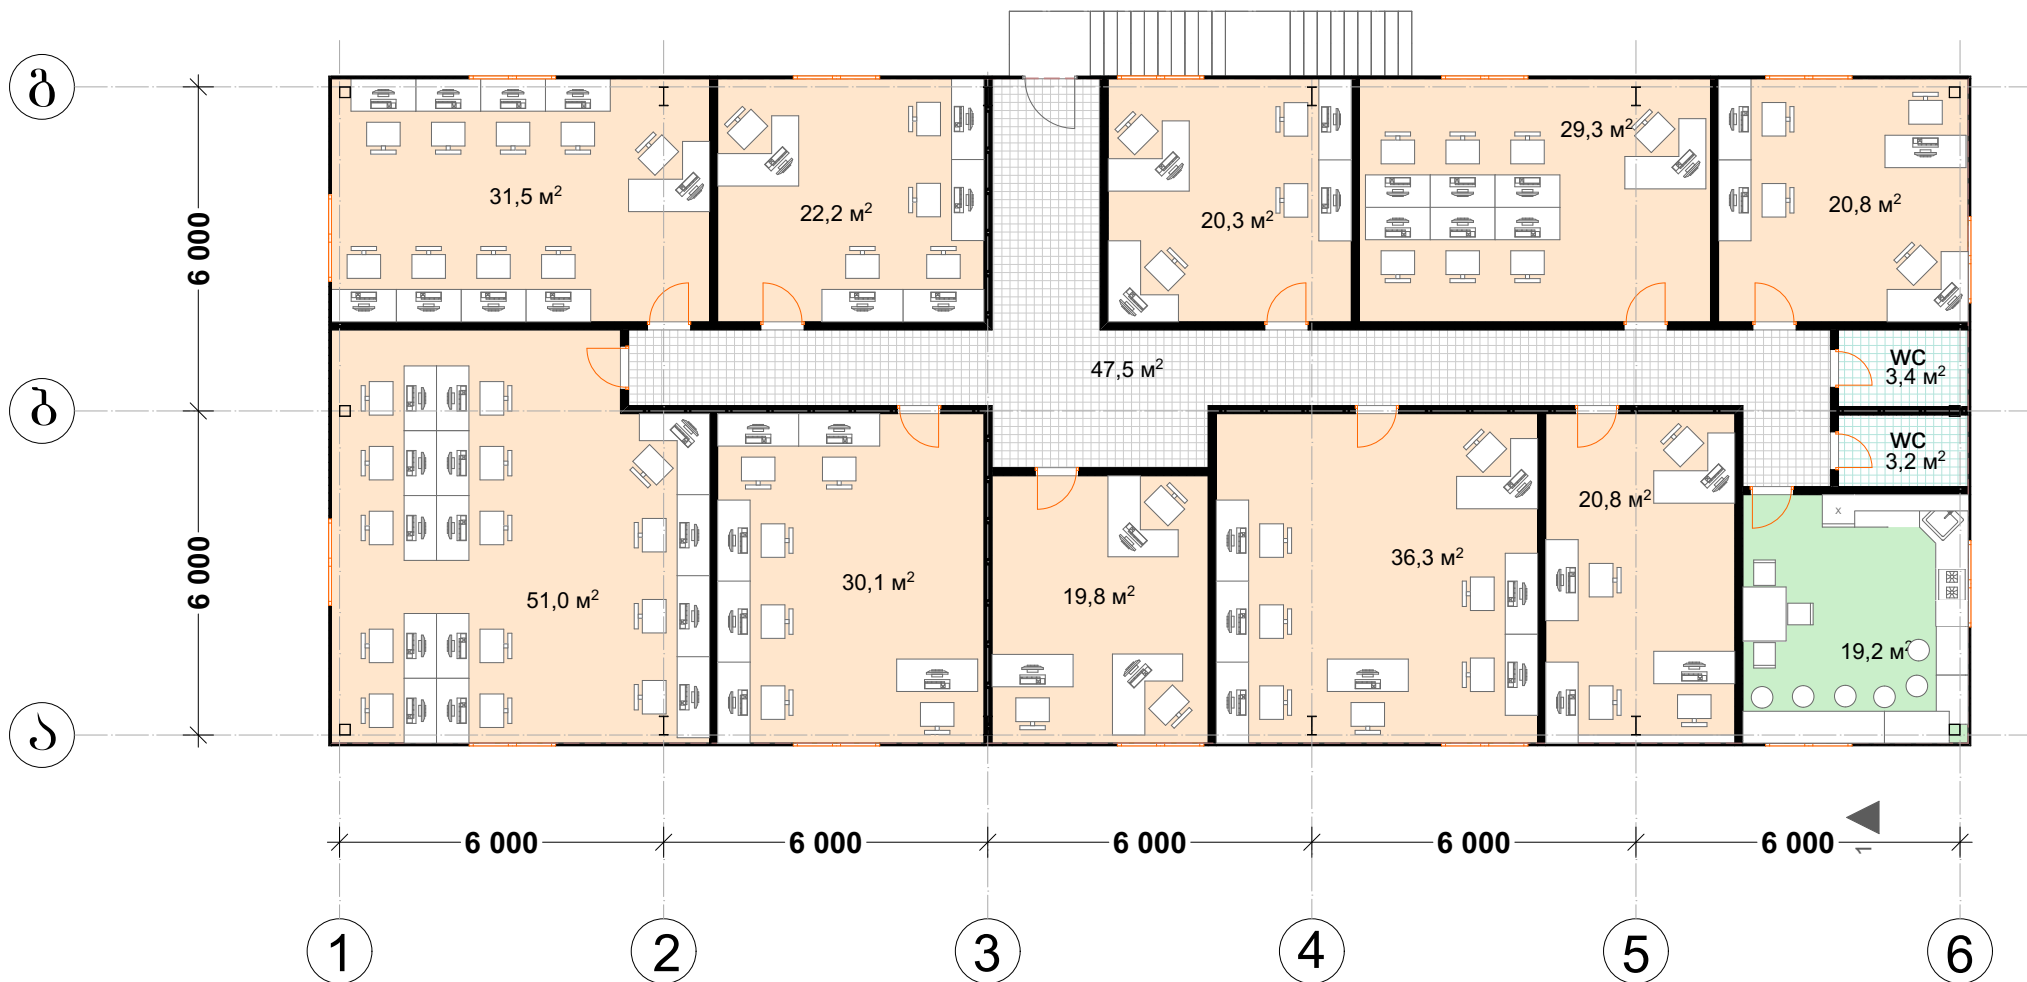 გ
31,5 м²
22,2 м²
20,3 м²
29,3 м²
20,8 м²
6 000
WC
3,4 м²
47,5 м²
ბ
WC
3,2 м²
6 000
51,0 м²
30,1 м²
19,8 м²
36,3 м²
20,8 м²
x
19,2 м²
ა
6 000
6 000
6 000
6 000
6 000
1
1
2
3
4
5
6